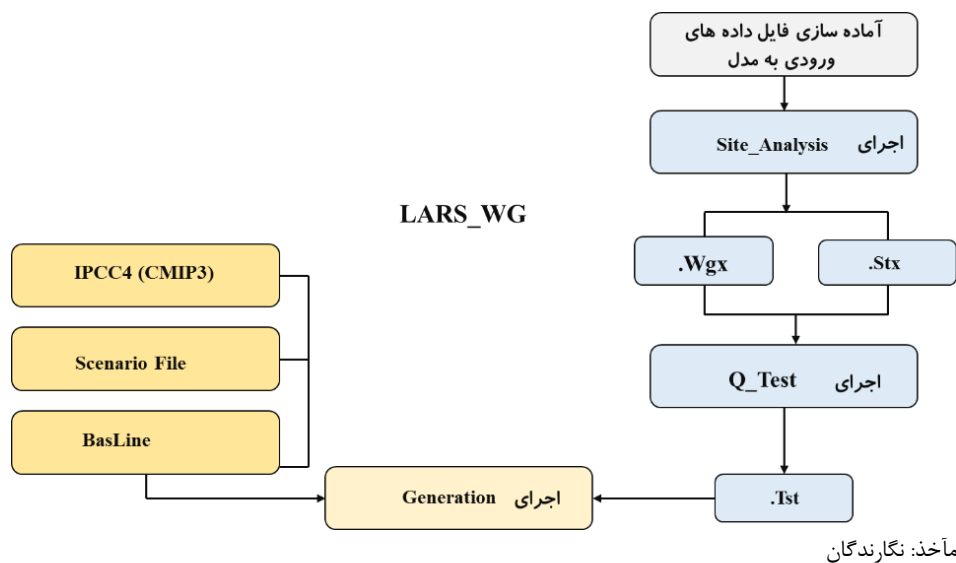 آماده سازی فایل داده های
ورودی به مدل
اجرای Site_Analysis
LARS_WG
.Wgx
.Stx
IPCC4 (CMIP3)
Scenario File
BasLine
اجرای Q_Test
اجرای Generation
.Tst
مآخذ: نگارندگان